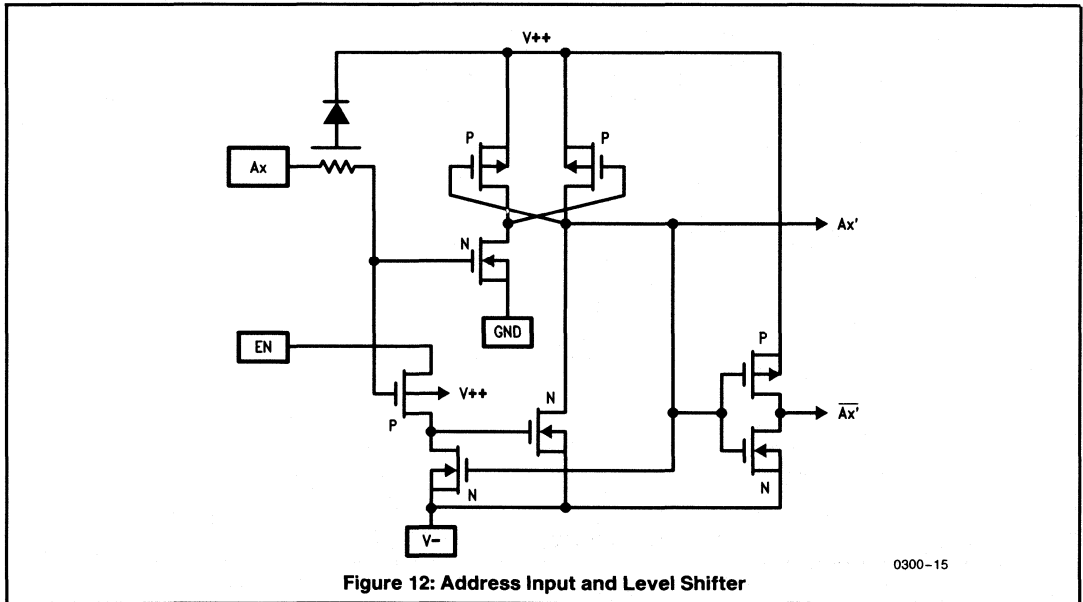 V++
P
P
Ax
Ax'
N
GND
EN
P
V++
N
P
Ax'
N
N
V-
0300-15
Figure 12: Address Input and Level Shifter